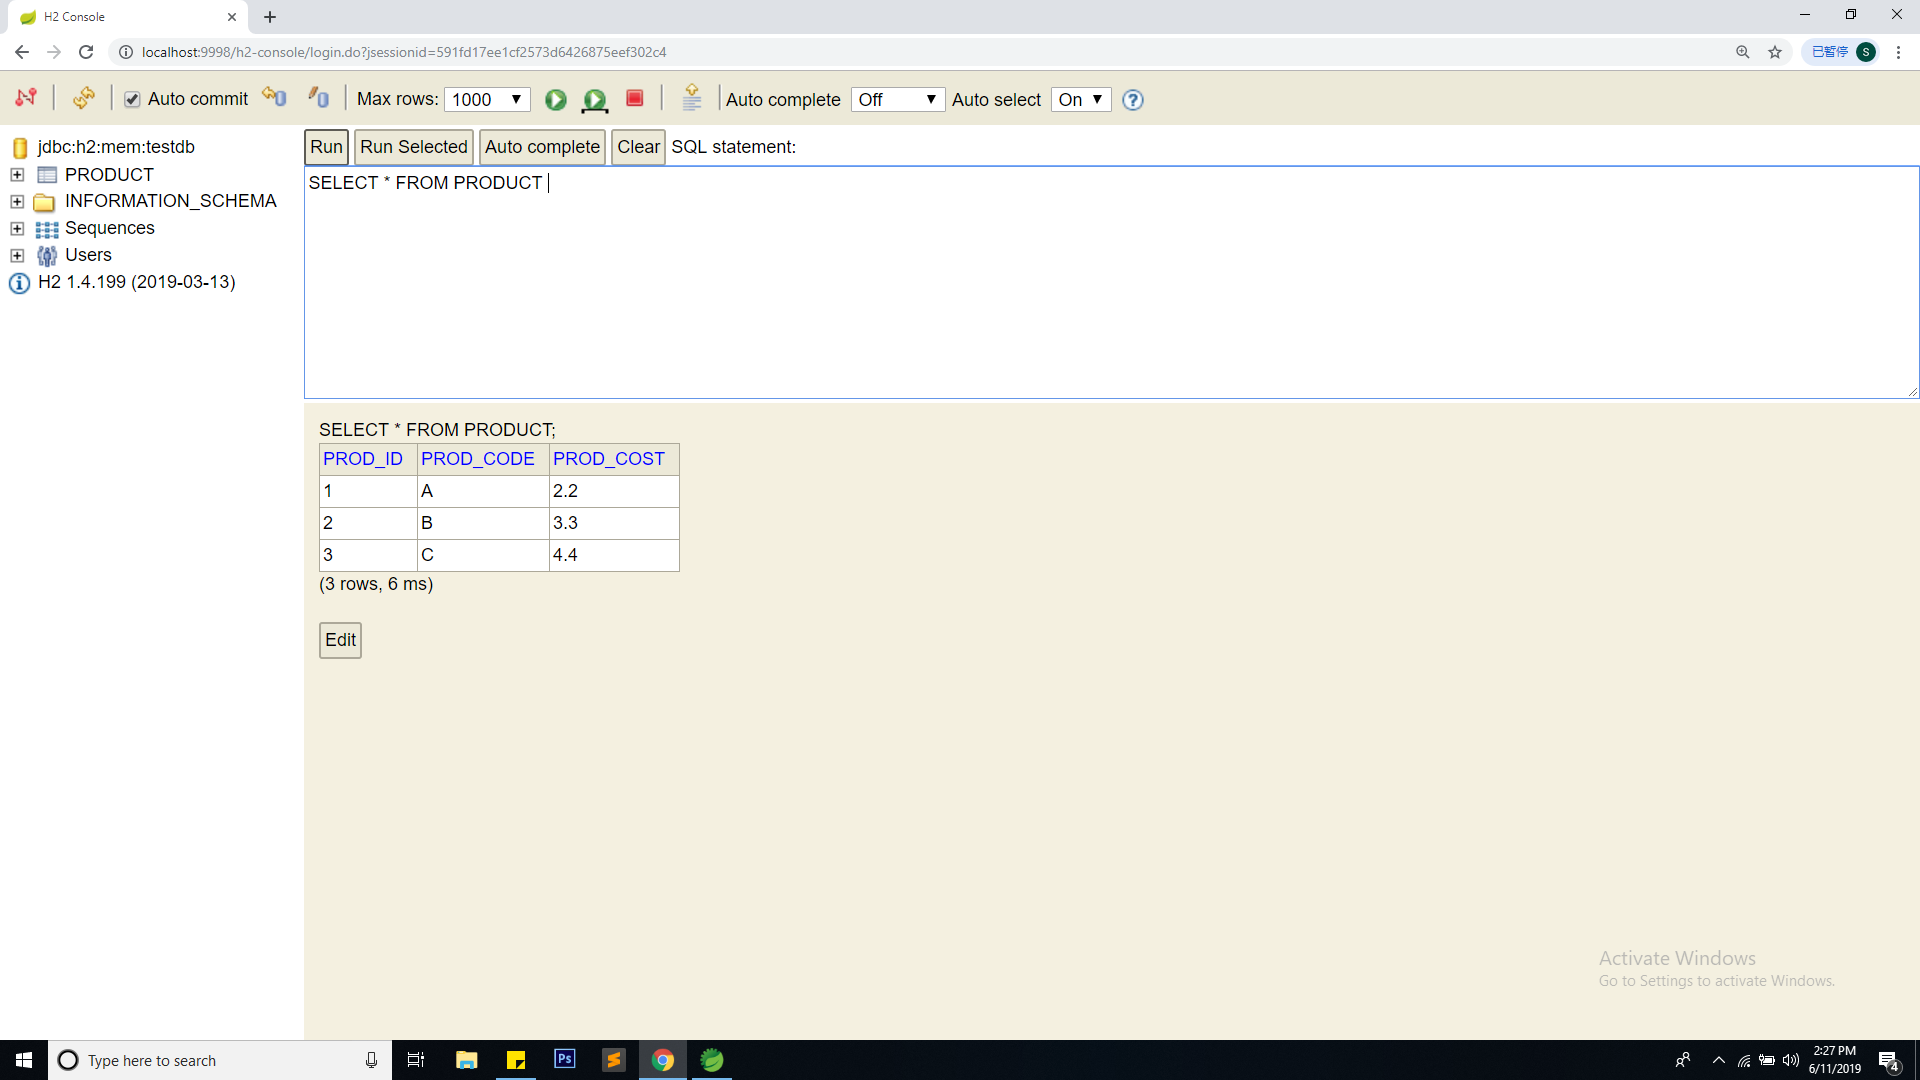 H2 Console
localhost:9998/h2-console/login.do?jsessionid=591fd17ee1cf2573d6426875eef302c4
已暂停 S
Auto commit Max rows: 1000 Auto complete Off Auto select On ?
jdbc:h2:mem:testdb
PRODUCT
INFORMATION_SCHEMA
Sequences
Users
H2 1.4.199 (2019-03-13)
Run Run Selected Auto complete Clear SQL statement:
SELECT * FROM PRODUCT
SELECT * FROM PRODUCT;
PROD_ID PROD_CODE PROD_COST
1 A 2.2
2 B 3.3
3 C 4.4
(3 rows, 6 ms)
Edit
Activate Windows
Go to Settings to activate Windows.
Type here to search
Ps
2:27 PM
6/11/2019
4